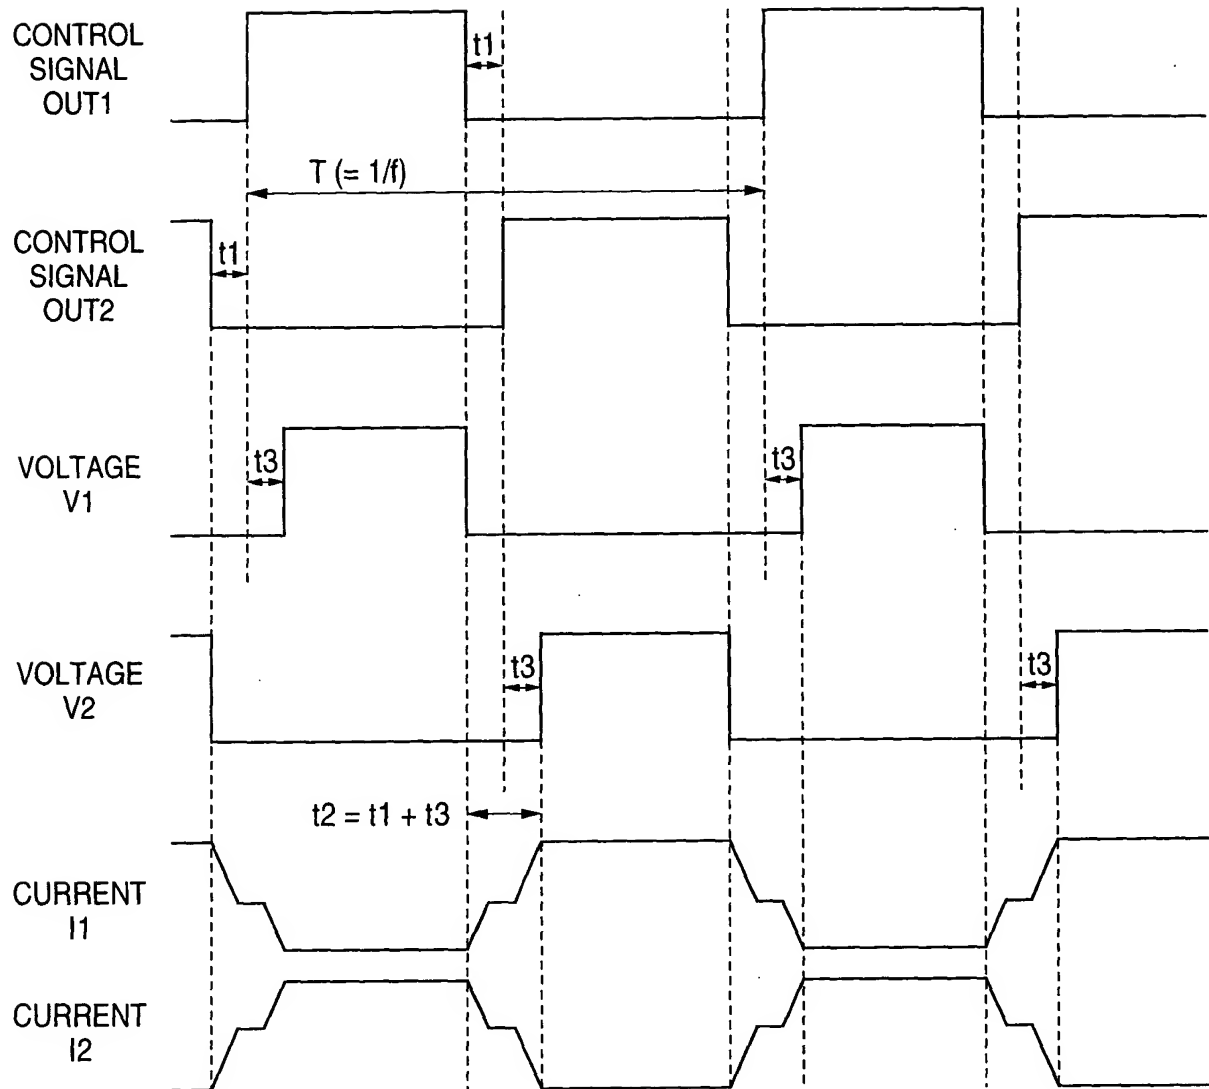 CONTROL
SIGNAL
OUT1
t1
T (= 1/f)
CONTROL
SIGNAL
OUT2
t1
VOLTAGE
V1
t3
t3
VOLTAGE
V2
t3
t3
t2 = t1 + t3
CURRENT
I1
CURRENT
I2